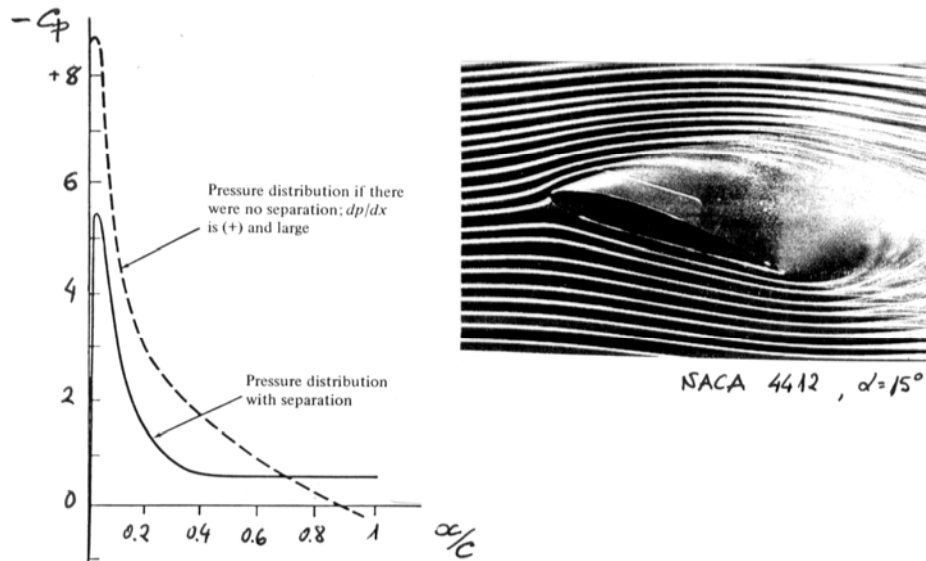 -Cp
+8
6
4
2
0
0.2 0.4 0.6 0.8 1 x/c
Pressure distribution if there
were no separation; dp/dx
is (+) and large
Pressure distribution
with separation
NACA 4412, α=15°